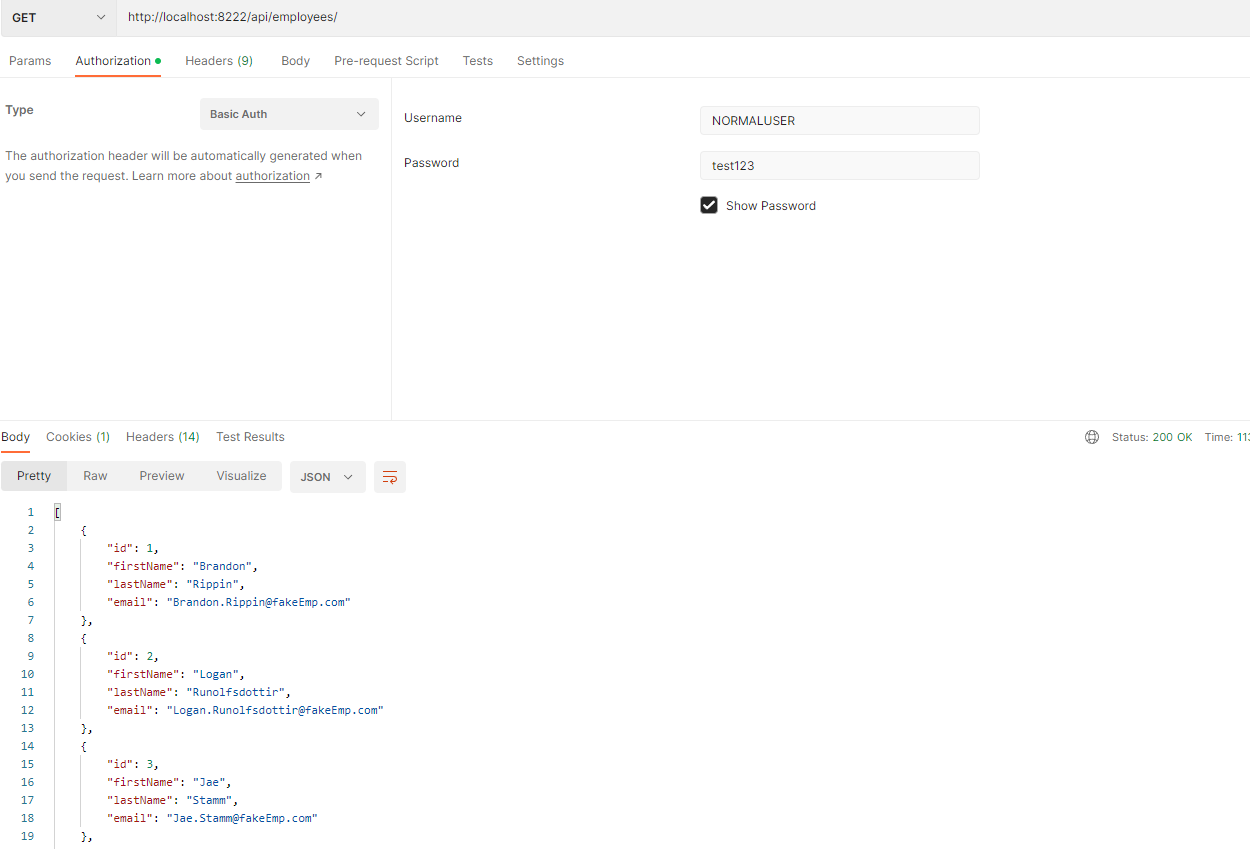 GET http://localhost:8222/api/employees/
Params Authorization Headers (9) Body Pre-request Script Tests Settings
Type Basic Auth
The authorization header will be automatically generated when
you send the request. Learn more about authorization ↗
Username NORMALUSER
Password test123
Show Password
Body Cookies (1) Headers (14) Test Results Status: 200 OK Time: 113
Pretty Raw Preview Visualize JSON
1 [
2 {
3 "id": 1,
4 "firstName": "Brandon",
5 "lastName": "Rippin",
6 "email": "Brandon.Rippin@fakeEmp.com"
7 },
8 {
9 "id": 2,
10 "firstName": "Logan",
11 "lastName": "Runolfsdottir",
12 "email": "Logan.Runolfsdottir@fakeEmp.com"
13 },
14 {
15 "id": 3,
16 "firstName": "Jae",
17 "lastName": "Stamm",
18 "email": "Jae.Stamm@fakeEmp.com"
19 },